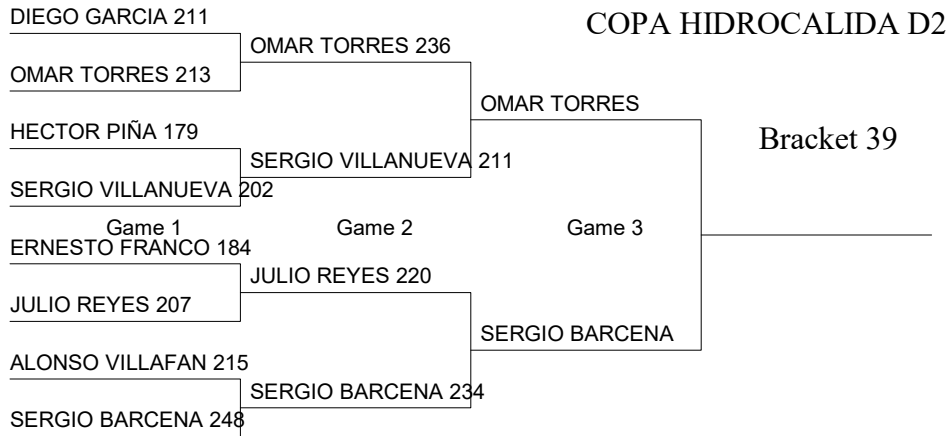 DIEGO GARCIA 211
COPA HIDROCALIDA D2
OMAR TORRES 236
OMAR TORRES 213
OMAR TORRES
HECTOR PIÑA 179
Bracket 39
SERGIO VILLANUEVA 211
SERGIO VILLANUEVA 202
Game 1
Game 2
Game 3
ERNESTO FRANCO 184
JULIO REYES 220
JULIO REYES 207
SERGIO BARCENA
ALONSO VILLAFAN 215
SERGIO BARCENA 234
SERGIO BARCENA 248